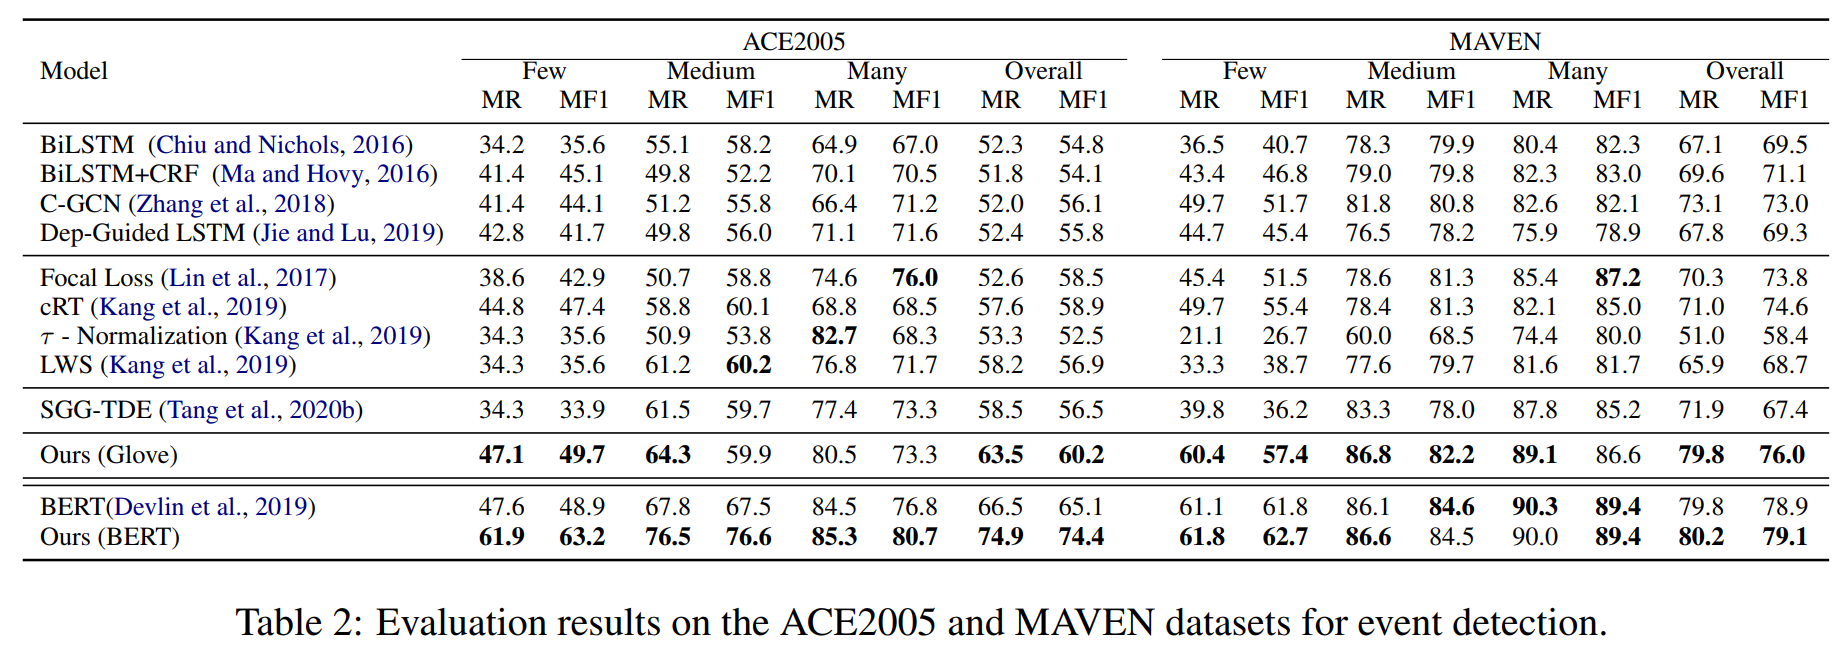 ACE2005 MAVEN
Model Few Medium Many Overall Few Medium Many Overall
MR MF1 MR MF1 MR MF1 MR MF1 MR MF1 MR MF1 MR MF1 MR MF1
BiLSTM (Chiu and Nichols, 2016) 34.2 35.6 55.1 58.2 64.9 67.0 52.3 54.8 36.5 40.7 78.3 79.9 80.4 82.3 67.1 69.5
BiLSTM+CRF (Ma and Hovy, 2016) 41.4 45.1 49.8 52.2 70.1 70.5 51.8 54.1 43.4 46.8 79.0 79.8 82.3 83.0 69.6 71.1
C-GCN (Zhang et al., 2018) 41.4 44.1 51.2 55.8 66.4 71.2 52.0 56.1 49.7 51.7 81.8 80.8 82.6 82.1 73.1 73.0
Dep-Guided LSTM (Jie and Lu, 2019) 42.8 41.7 49.8 56.0 71.1 71.6 52.4 55.8 44.7 45.4 76.5 78.2 75.9 78.9 67.8 69.3
Focal Loss (Lin et al., 2017) 38.6 42.9 50.7 58.8 74.6 76.0 52.6 58.5 45.4 51.5 78.6 81.3 85.4 87.2 70.3 73.8
cRT (Kang et al., 2019) 44.8 47.4 58.8 60.1 68.8 68.5 57.6 58.9 49.7 55.4 78.4 81.3 82.1 85.0 71.0 74.6
τ - Normalization (Kang et al., 2019) 34.3 35.6 50.9 53.8 82.7 68.3 53.3 52.5 21.1 26.7 60.0 68.5 74.4 80.0 51.0 58.4
LWS (Kang et al., 2019) 34.3 35.6 61.2 60.2 76.8 71.7 58.2 56.9 33.3 38.7 77.6 79.7 81.6 81.7 65.9 68.7
SGG-TDE (Tang et al., 2020b) 34.3 33.9 61.5 59.7 77.4 73.3 58.5 56.5 39.8 36.2 83.3 78.0 87.8 85.2 71.9 67.4
Ours (Glove) 47.1 49.7 64.3 59.9 80.5 73.3 63.5 60.2 60.4 57.4 86.8 82.2 89.1 86.6 79.8 76.0
BERT(Devlin et al., 2019) 47.6 48.9 67.8 67.5 84.5 76.8 66.5 65.1 61.1 61.8 86.1 84.6 90.3 89.4 79.8 78.9
Ours (BERT) 61.9 63.2 76.5 76.6 85.3 80.7 74.9 74.4 61.8 62.7 86.6 84.5 90.0 89.4 80.2 79.1
Table 2: Evaluation results on the ACE2005 and MAVEN datasets for event detection.